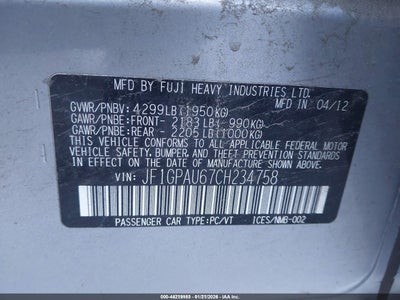 MFD. BY FUJI HEAVY INDUSTRIES LTD.
GVWR/PNBV: 4299LB(1950KG) IN 04/12
GAWR/PNBE:FRONT- 2183LB( 990KG)
GAWR/PNBE:REAR - 2205LB(1000KG)
THIS VEHICLE CONFORMS TO ALL
APPLICABLE FEDERAL MOTOR VEHICLE
SAFETY, BUMPER, AND THEFT
PREVENTION STANDARDS IN EFFECT
ON THE DATE OF MANUFACTURE SHOWN
ABOVE.
VIN: JF1GPAU67CH234758
PASSENGER CAR TYPE:PC/VT ICES/NMB-002